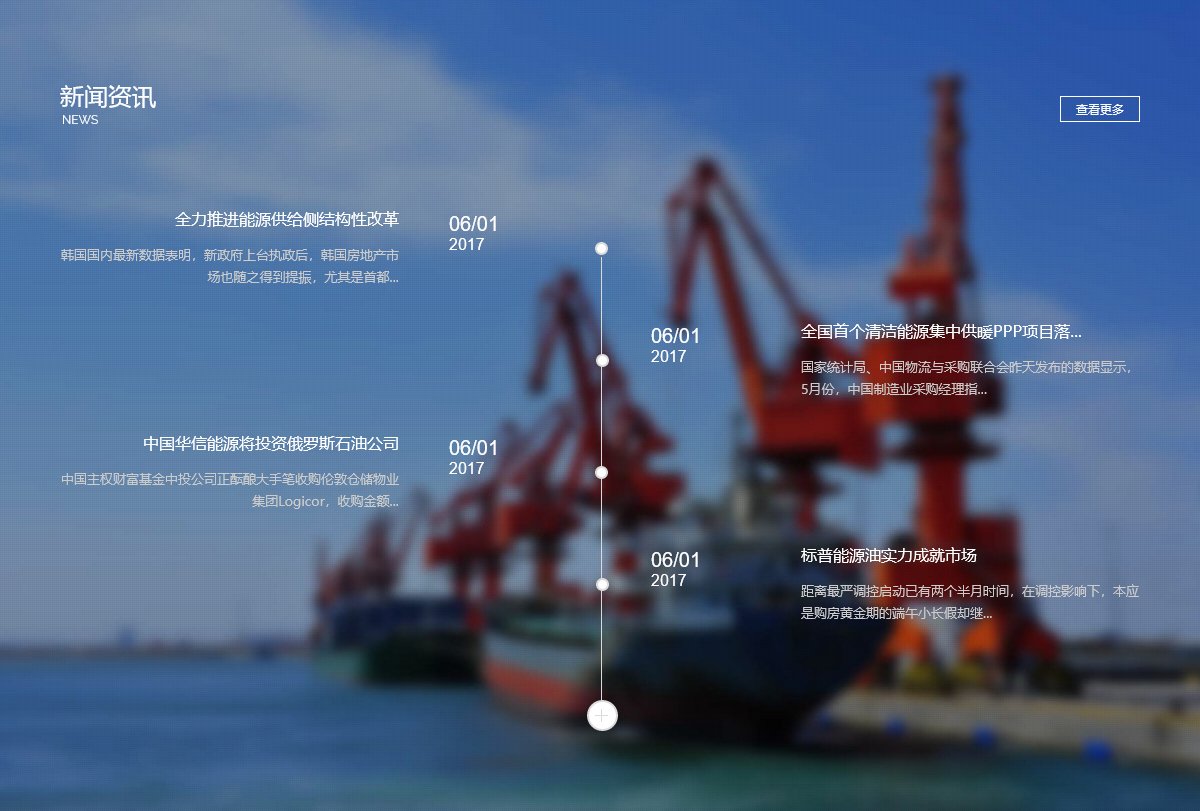 新闻资讯
NEWS
查看更多
全力推进能源供给侧结构性改革
韩国国内最新数据表明，新政府上台执政后，韩国房地产市
场也随之得到提振，尤其是首都...
06/01
2017
06/01
2017
全国首个清洁能源集中供暖PPP项目落...
国家统计局、中国物流与采购联合会昨天发布的数据显示，
5月份，中国制造业采购经理指...
中国华信能源将投资俄罗斯石油公司
中国主权财富基金中投公司正酝酿大手笔收购伦敦仓储物业
集团Logicor，收购金额...
06/01
2017
06/01
2017
标普能源油实力成就市场
距离最严调控启动已有两个半月时间，在调控影响下，本应
是购房黄金期的端午小长假却继...